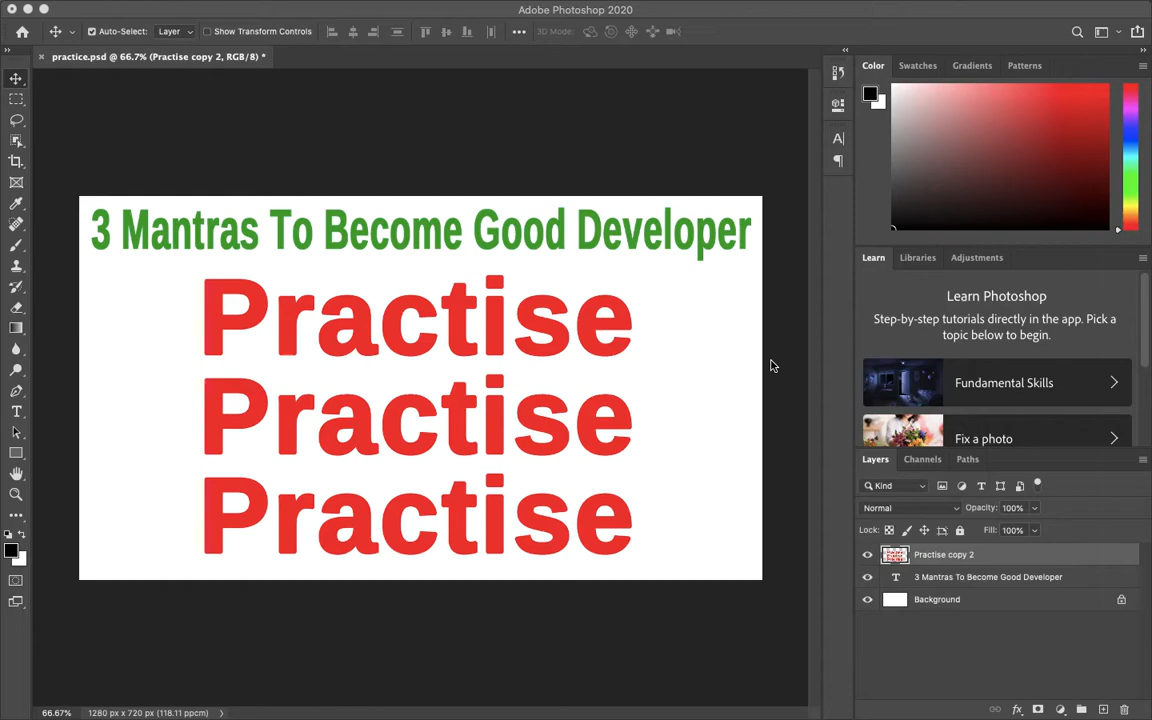 Adobe Photoshop 2020
Auto-Select: Layer Show Transform Controls 3D Mode:
practice.psd @ 66.7% (Practise copy 2, RGB/8) *
Color Swatches Gradients Patterns
3 Mantras To Become Good Developer
Practise
Practise
Practise
Learn Libraries Adjustments
Learn Photoshop
Step-by-step tutorials directly in the app. Pick a
topic below to begin.
Fundamental Skills
Fix a photo
Layers Channels Paths
Kind
Normal Opacity: 100%
Lock: Fill: 100%
Practise copy 2
T 3 Mantras To Become Good Developer
Background
fx
66.67% 1280 px x 720 px (118.11 ppcm)